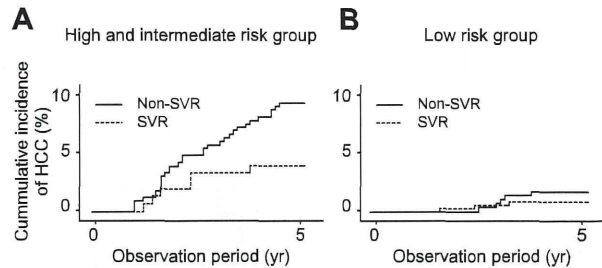 A
High and intermediate risk group
Cummulative incidence
of HCC (%)
10
5
0
Non-SVR
SVR
0
5
Observation period (yr)
B
Low risk group
10
5
0
Non-SVR
SVR
0
5
Observation period (yr)